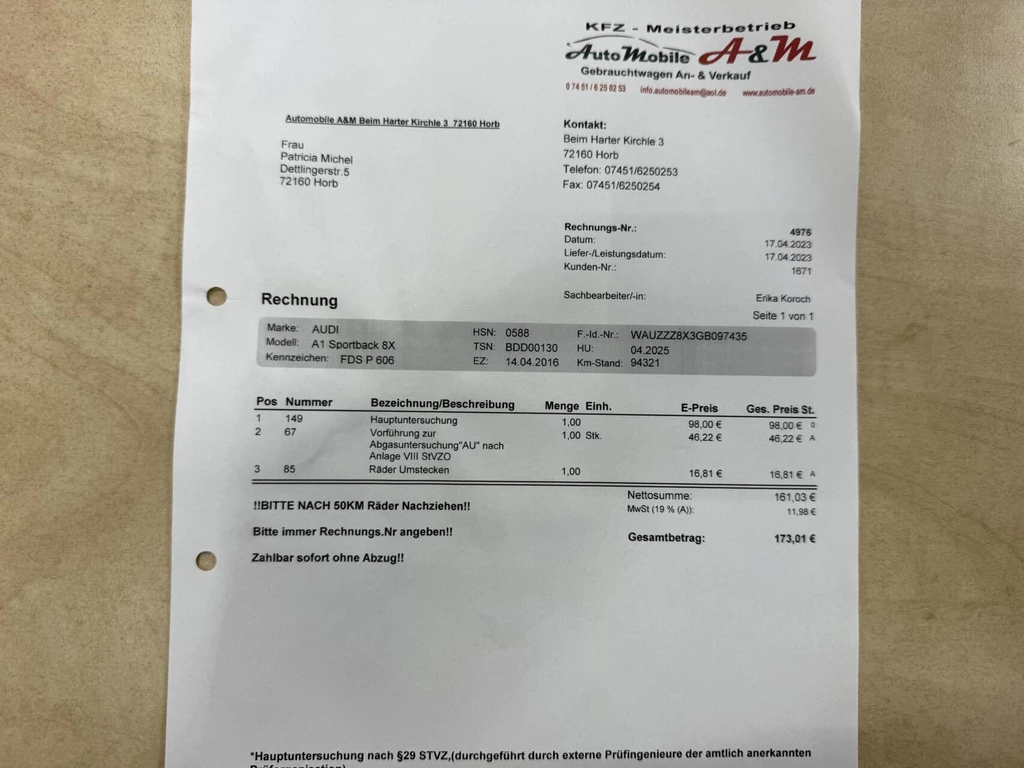 KFZ - Meisterbetrieb
AutoMobile A&M
Gebrauchtwagen An- & Verkauf
0 74 51 / 6 25 02 53 info.automobileam@aol.de www.automobile-am.de
Automobile A&M Beim Harter Kirchle 3 72160 Horb
Frau
Patricia Michel
Dettlingerstr.5
72160 Horb
Kontakt:
Beim Harter Kirchle 3
72160 Horb
Telefon: 07451/6250253
Fax: 07451/6250254
Rechnungs-Nr.: 4976
Datum: 17.04.2023
Liefer-/Leistungsdatum: 17.04.2023
Kunden-Nr.: 1671
Sachbearbeiter/-in: Erika Koroch
Rechnung
Seite 1 von 1
Marke: AUDI HSN: 0588 F.-Id.-Nr.: WAUZZZ8X3GB097435
Modell: A1 Sportback 8X TSN: BDD00130 HU: 04.2025
Kennzeichen: FDS P 606 EZ: 14.04.2016 Km-Stand: 94321
Pos Nummer Bezeichnung/Beschreibung Menge Einh. E-Preis Ges. Preis St.
1 149 Hauptuntersuchung 1,00 98,00 € 98,00 € 0
2 67 Vorführung zur 1,00 Stk. 46,22 € 46,22 € A
Abgasuntersuchung"AU" nach
Anlage VIII StVZO
3 85 Räder Umstecken 1,00 16,81 € 16,81 € A
Nettosumme: 161,03 €
MwSt (19 % (A)): 11,98 €
Gesamtbetrag: 173,01 €
!!BITTE NACH 50KM Räder Nachziehen!!
Bitte immer Rechnungs.Nr angeben!!
Zahlbar sofort ohne Abzug!!
*Hauptuntersuchung nach §29 STVZ,(durchgeführt durch externe Prüfingenieure der amtlich anerkannten